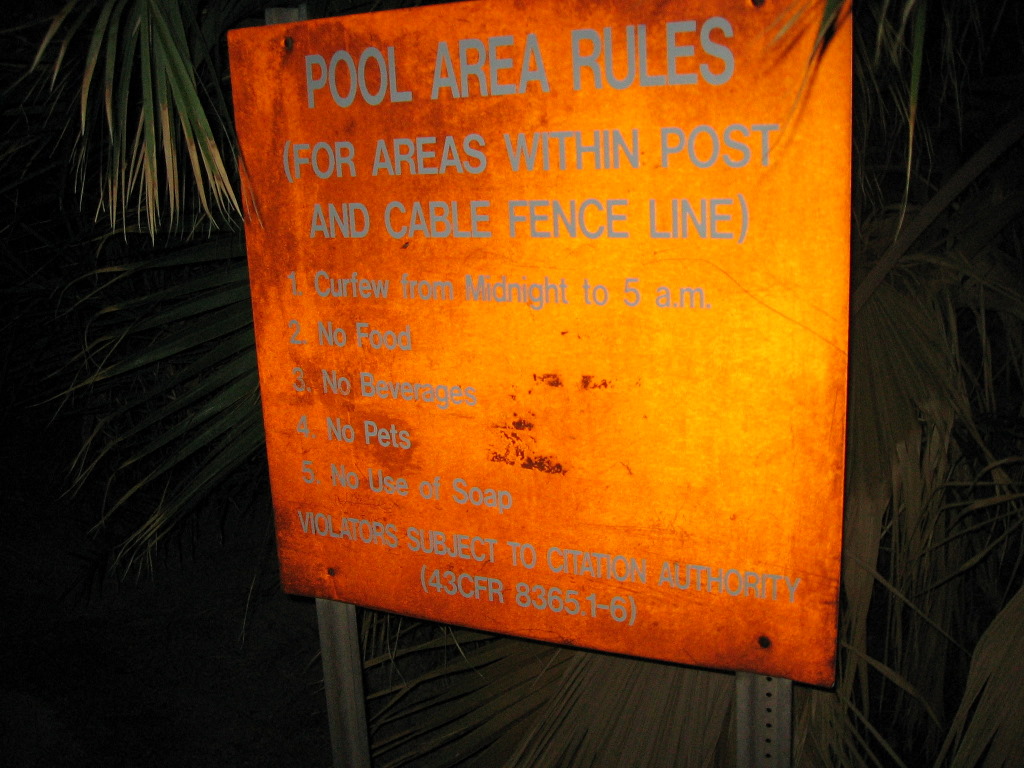 POOL AREA RULES
(FOR AREAS WITHIN POST
AND CABLE FENCE LINE)
1. Curfew from Midnight to 5 a.m.
2. No Food
3. No Beverages
4. No Pets
5. No Use of Soap
VIOLATORS SUBJECT TO CITATION AUTHORITY
(43CFR 8365.1-6)